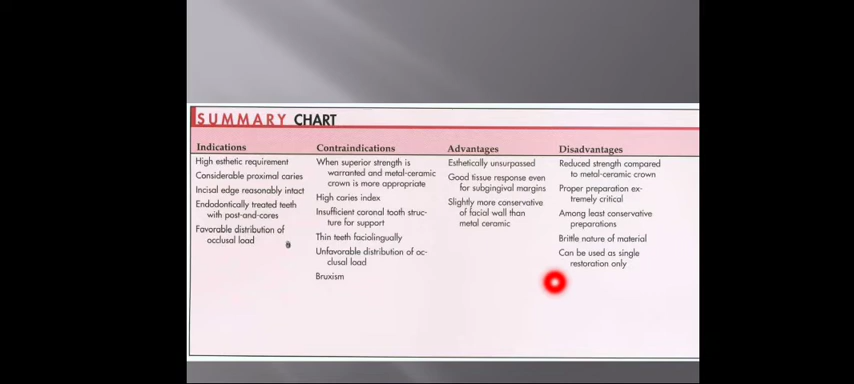 SUMMARY CHART
Indications
High esthetic requirement
Considerable proximal caries
Incisal edge reasonably intact
Endodontically treated teeth
with post-and-cores
Favorable distribution of
occlusal load
Contraindications
When superior strength is
warranted and metal-ceramic
crown is more appropriate
High caries index
Insufficient coronal tooth struc-
ture for support
Thin teeth faciolingually
Unfavorable distribution of oc-
clusal load
Bruxism
Advantages
Esthetically unsurpassed
Good tissue response even
for subgingival margins
Slightly more conservative
of facial wall than
metal ceramic
Disadvantages
Reduced strength compared
to metal-ceramic crown
Proper preparation ex-
tremely critical
Among least conservative
preparations
Brittle nature of material
Can be used as single
restoration only